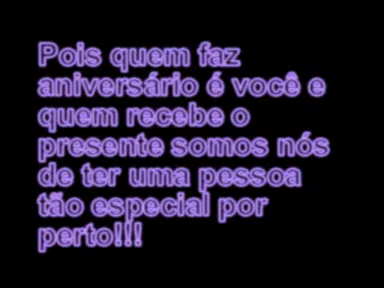 Pois quem faz
aniversário é você e
quem recebe o
presente somos nós
de ter uma pessoa
tão especial por
perto!!!